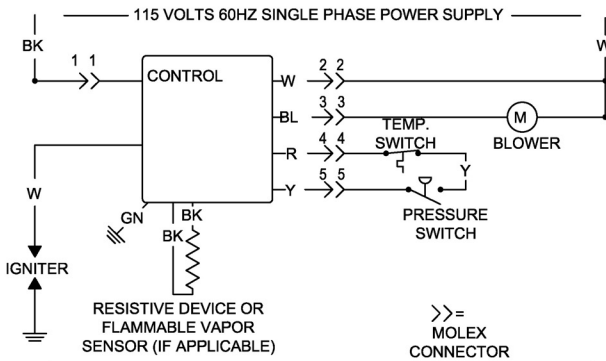 115 VOLTS 60HZ SINGLE PHASE POWER SUPPLY
BK
W
1 1
CONTROL
W
2 2
BL
3 3
M
BLOWER
R
4 4
TEMP.
SWITCH
Y
Y
5 5
PRESSURE
SWITCH
W
GN
BK
BK
IGNITER
RESISTIVE DEVICE OR
FLAMMABLE VAPOR
SENSOR (IF APPLICABLE)
>>=
MOLEX
CONNECTOR